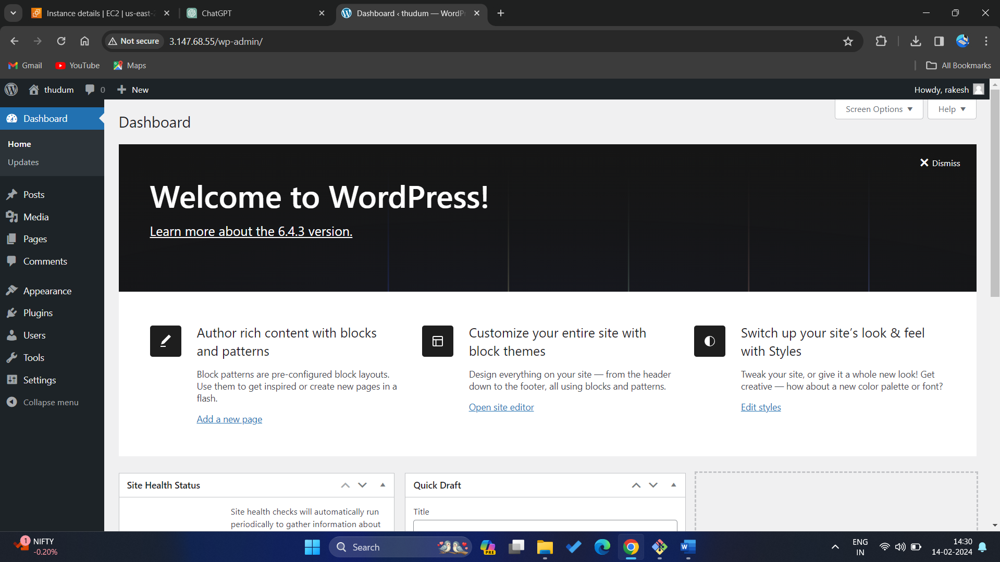 Instance details | EC2 | us-east-2
ChatGPT
Dashboard ‹ thudum — WordPr
Not secure
3.147.68.55/wp-admin/
Gmail
YouTube
Maps
All Bookmarks
thudum
0
New
Howdy, rakesh
Screen Options
Help
Dashboard
Home
Updates
Posts
Media
Pages
Comments
Appearance
Plugins
Users
Tools
Settings
Collapse menu
Dashboard
Dismiss
Welcome to WordPress!
Learn more about the 6.4.3 version.
Author rich content with blocks
and patterns
Block patterns are pre-configured block layouts.
Use them to get inspired or create new pages in a
flash.
Add a new page
Customize your entire site with
block themes
Design everything on your site — from the header
down to the footer, all using blocks and patterns.
Open site editor
Switch up your site’s look & feel
with Styles
Tweak your site, or give it a whole new look! Get
creative — how about a new color palette or font?
Edit styles
Site Health Status
Site health checks will automatically run
periodically to gather information about
Quick Draft
Title
1
NIFTY
-0.20%
Search
PRE
W
ENG
IN
14:30
14-02-2024